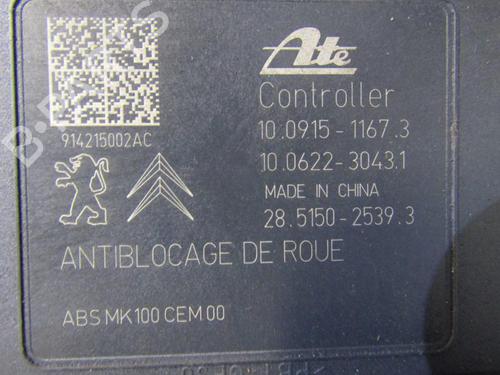 Ate
914215002AC
Controller
10.0915-1167.3
10.0622-3043.1
MADE IN CHINA
28.5150-2539.3
ANTIBLOCAGE DE ROUE
ABS MK100 CEM 00